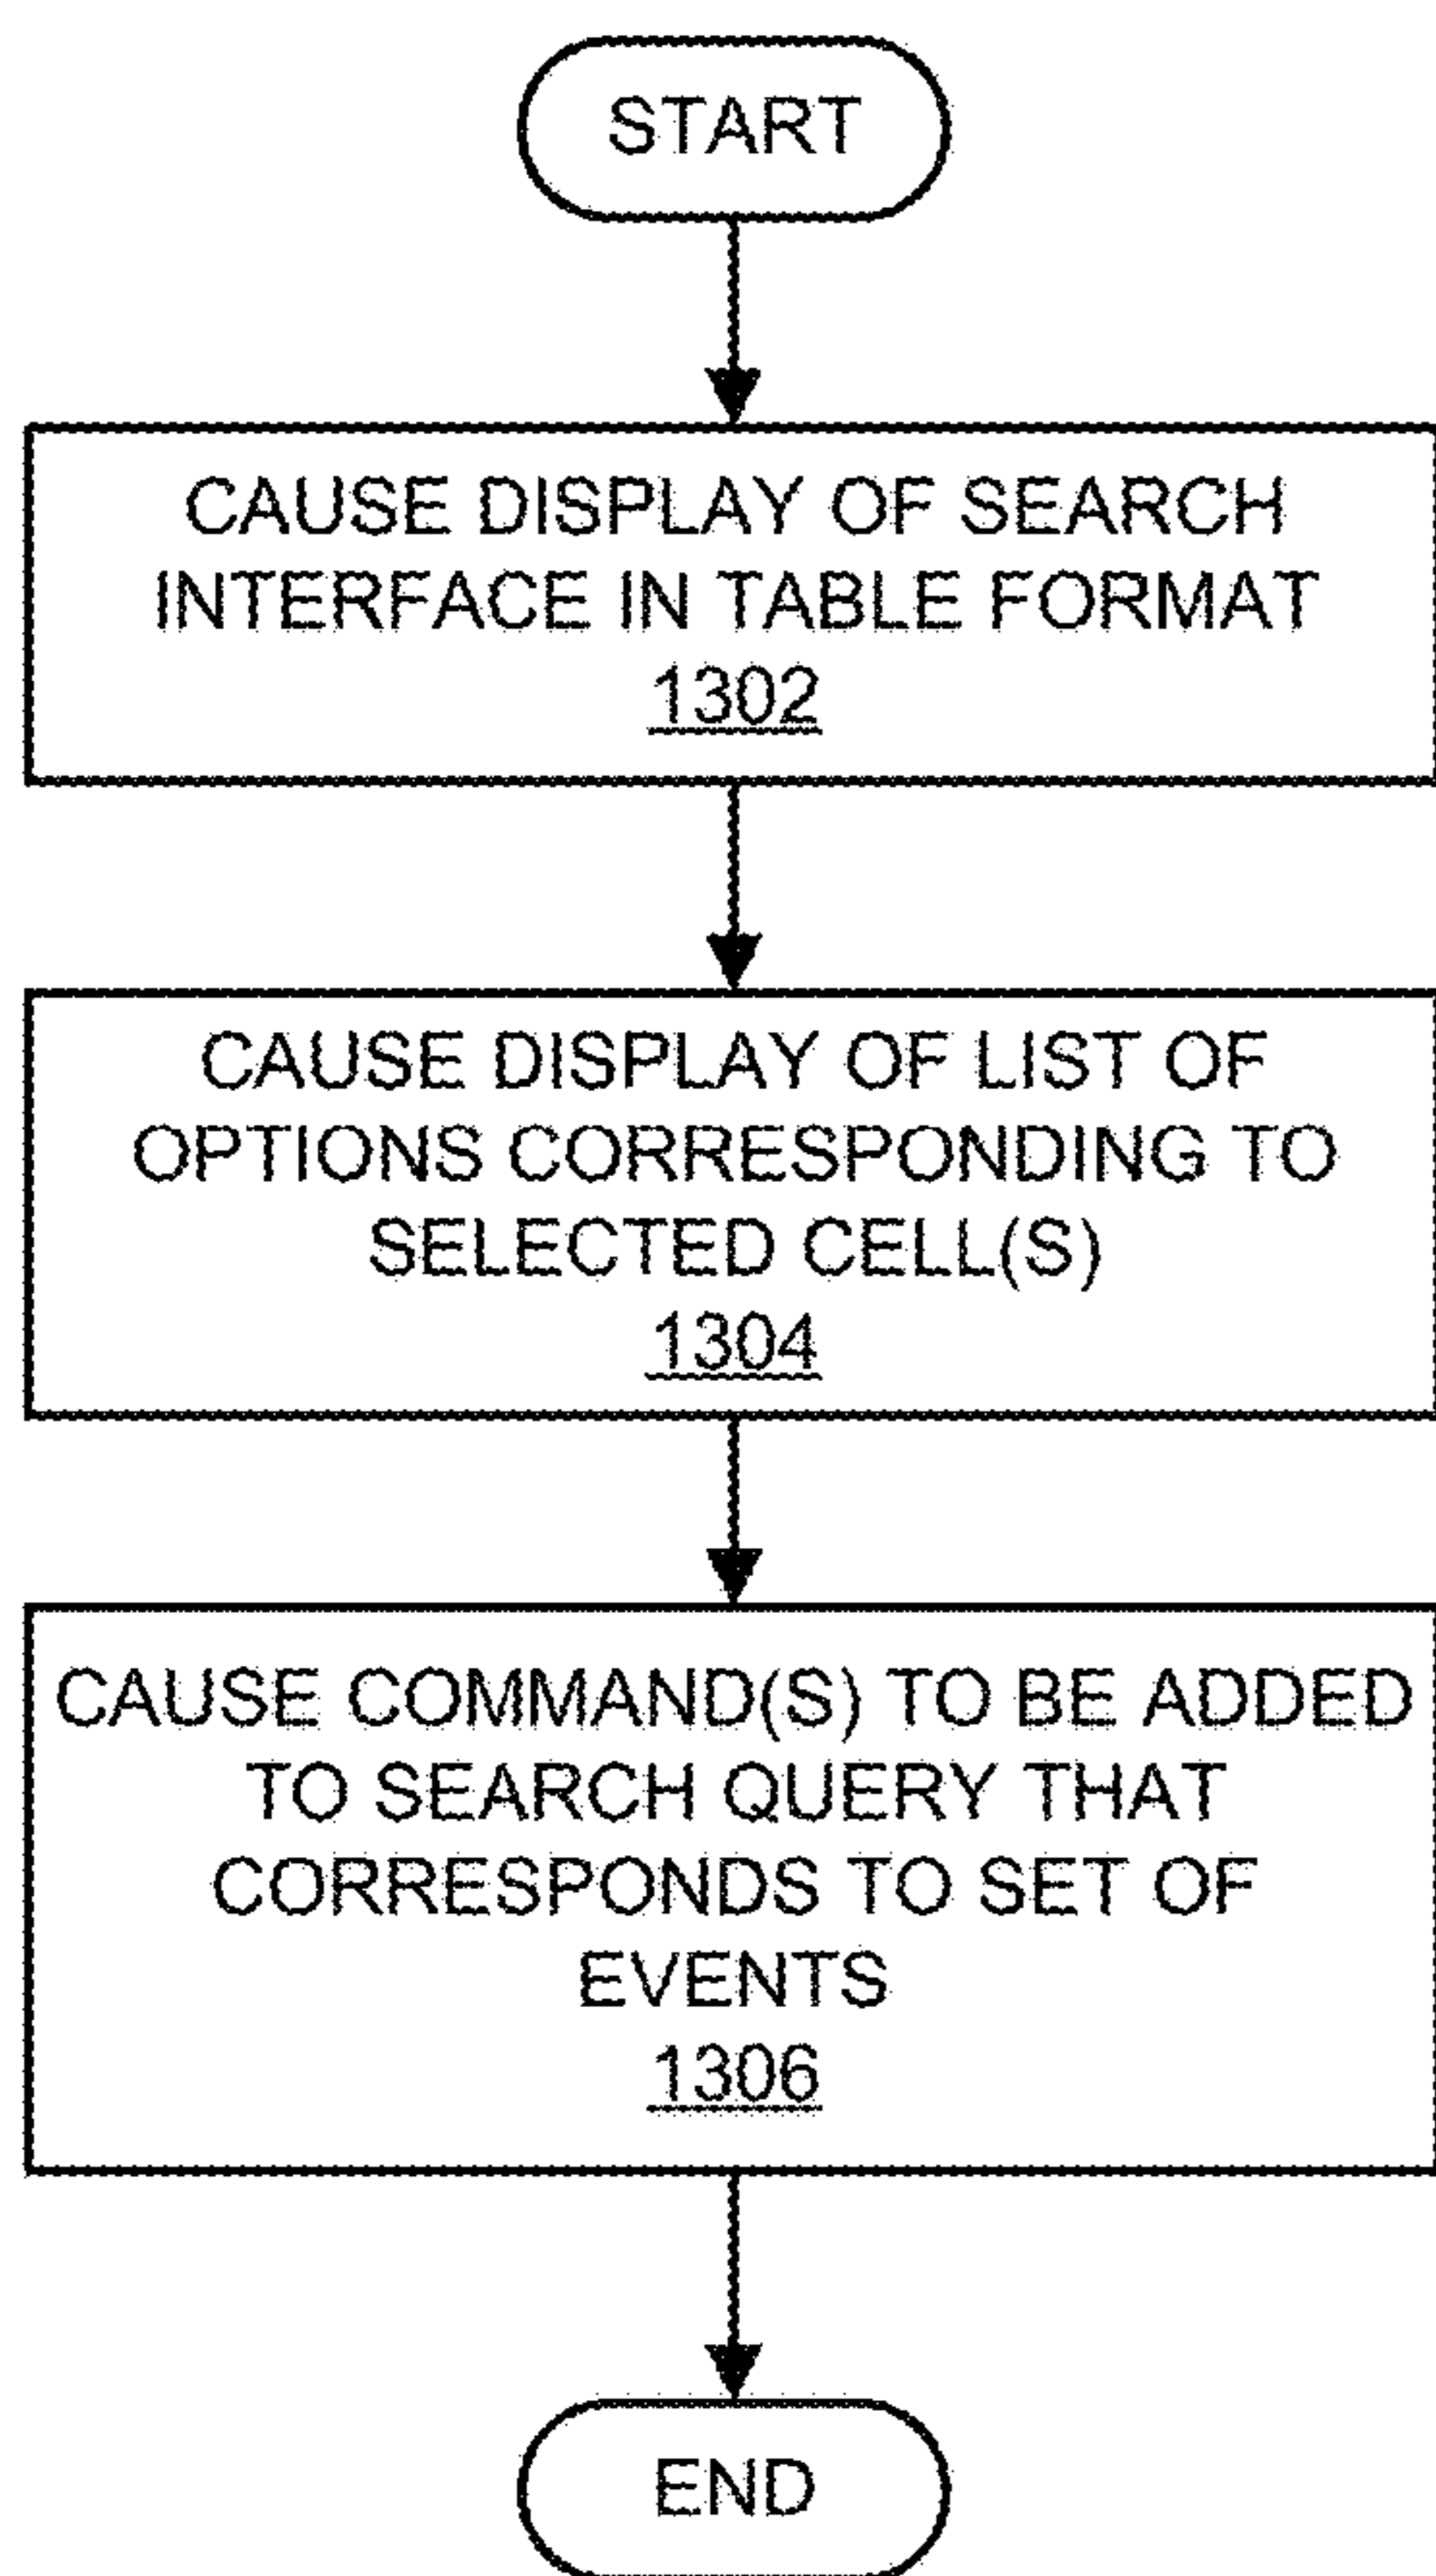 START
CAUSE DISPLAY OF SEARCH
INTERFACE IN TABLE FORMAT
1302
CAUSE DISPLAY OF LIST OF
OPTIONS CORRESPONDING TO
SELECTED CELL(S)
1304
CAUSE COMMAND(S) TO BE ADDED
TO SEARCH QUERY THAT
CORRESPONDS TO SET OF
EVENTS
1306
END